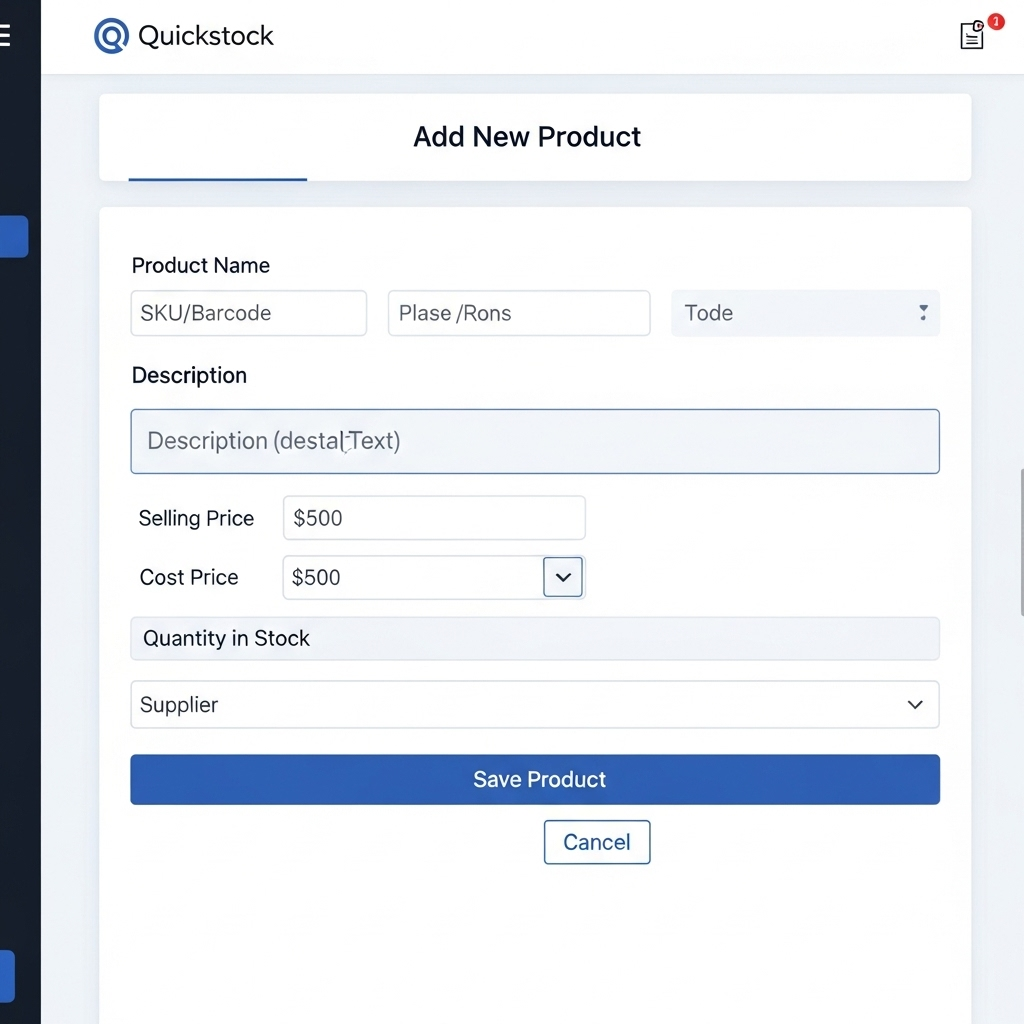 Quickstock
1
Add New Product
Product Name
SKU/Barcode
Plase /Rons
Tode
Description
Description (destal Text)
Selling Price
$500
Cost Price
$500
Quantity in Stock
Supplier
Save Product
Cancel